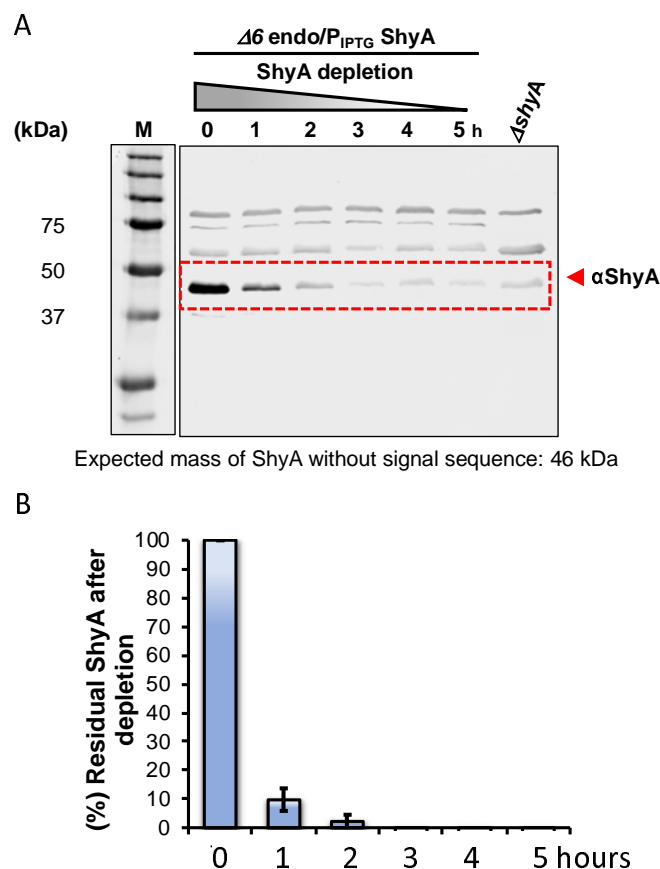 A
Δ6 endo/PIPTG ShyA
ShyA depletion
(kDa) M 0 1 2 3 4 5 h ΔshyA
75
50
αShyA
37
Expected mass of ShyA without signal sequence: 46 kDa
B
(%) Residual ShyA after
depletion
100
90
80
70
60
50
40
30
20
10
0
0 1 2 3 4 5 hours